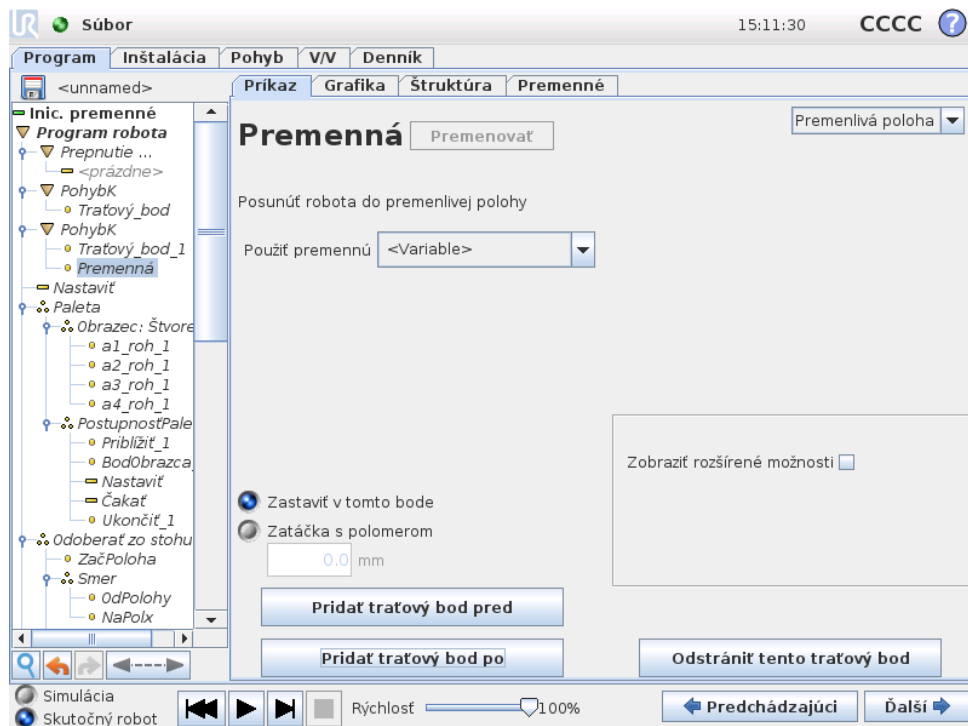 UR Súbor 15:11:30 CCCC ?
Program Inštalácia Pohyb V/V Denník
<unnamed>
Inic. premenné
Program robota
Prepnutie ...
<prázdne>
PohybK
Traťový_bod
PohybK
Traťový_bod_1
Premenná
Nastaviť
Paleta
Obrazec: Štvore
a1_roh_1
a2_roh_1
a3_roh_1
a4_roh_1
PostupnosťPale
Priblížiť_1
BodObrazca
Nastaviť
Čakať
Ukončiť_1
Odoberať zo stohu
ZačPoloha
Smer
OdPolohy
NaPolx
Príkaz Grafika Štruktúra Premenné
Premenná Premenovať Premenlivá poloha
Posunúť robota do premenlivej polohy
Použiť premennú <Variable>
Zobraziť rozšírené možnosti
Zastaviť v tomto bode
Zatáčka s polomerom
0.0 mm
Pridať traťový bod pred
Pridať traťový bod po Odstrániť tento traťový bod
Simulácia
Skutočný robot
Rýchlosť 100% Predchádzajúci Ďalší